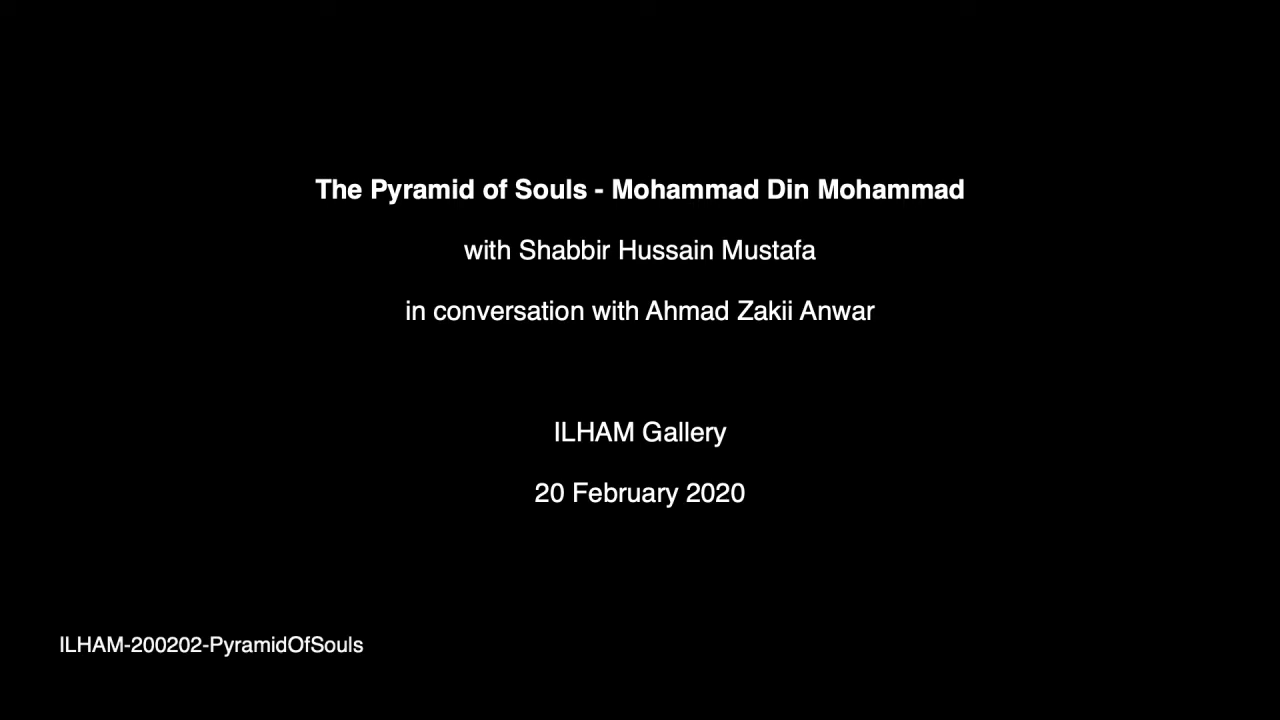 The Pyramid of Souls - Mohammad Din Mohammad
with Shabbir Hussain Mustafa
in conversation with Ahmad Zakii Anwar
ILHAM Gallery
20 February 2020
ILHAM-200202-PyramidOfSouls